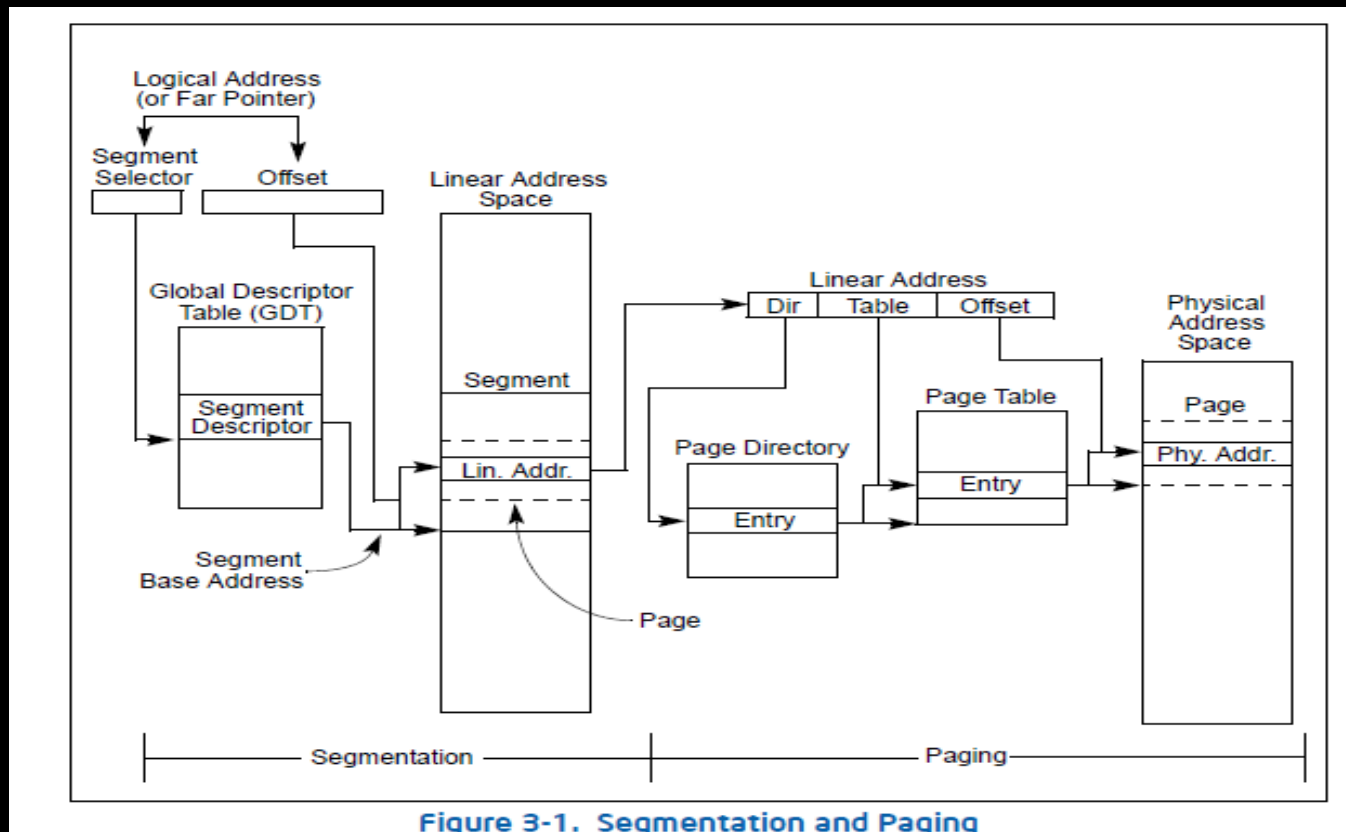 Logical Address
(or Far Pointer)
Segment
Selector
Offset
Linear Address
Space
Global Descriptor
Table (GDT)
Segment
Descriptor
Segment
Lin. Addr.
Segment
Base Address
Page
Linear Address
Dir
Table
Offset
Physical
Address
Space
Page Table
Page Directory
Entry
Entry
Page
Phy. Addr.
Segmentation
Paging
Figure 3-1. Segmentation and Paging